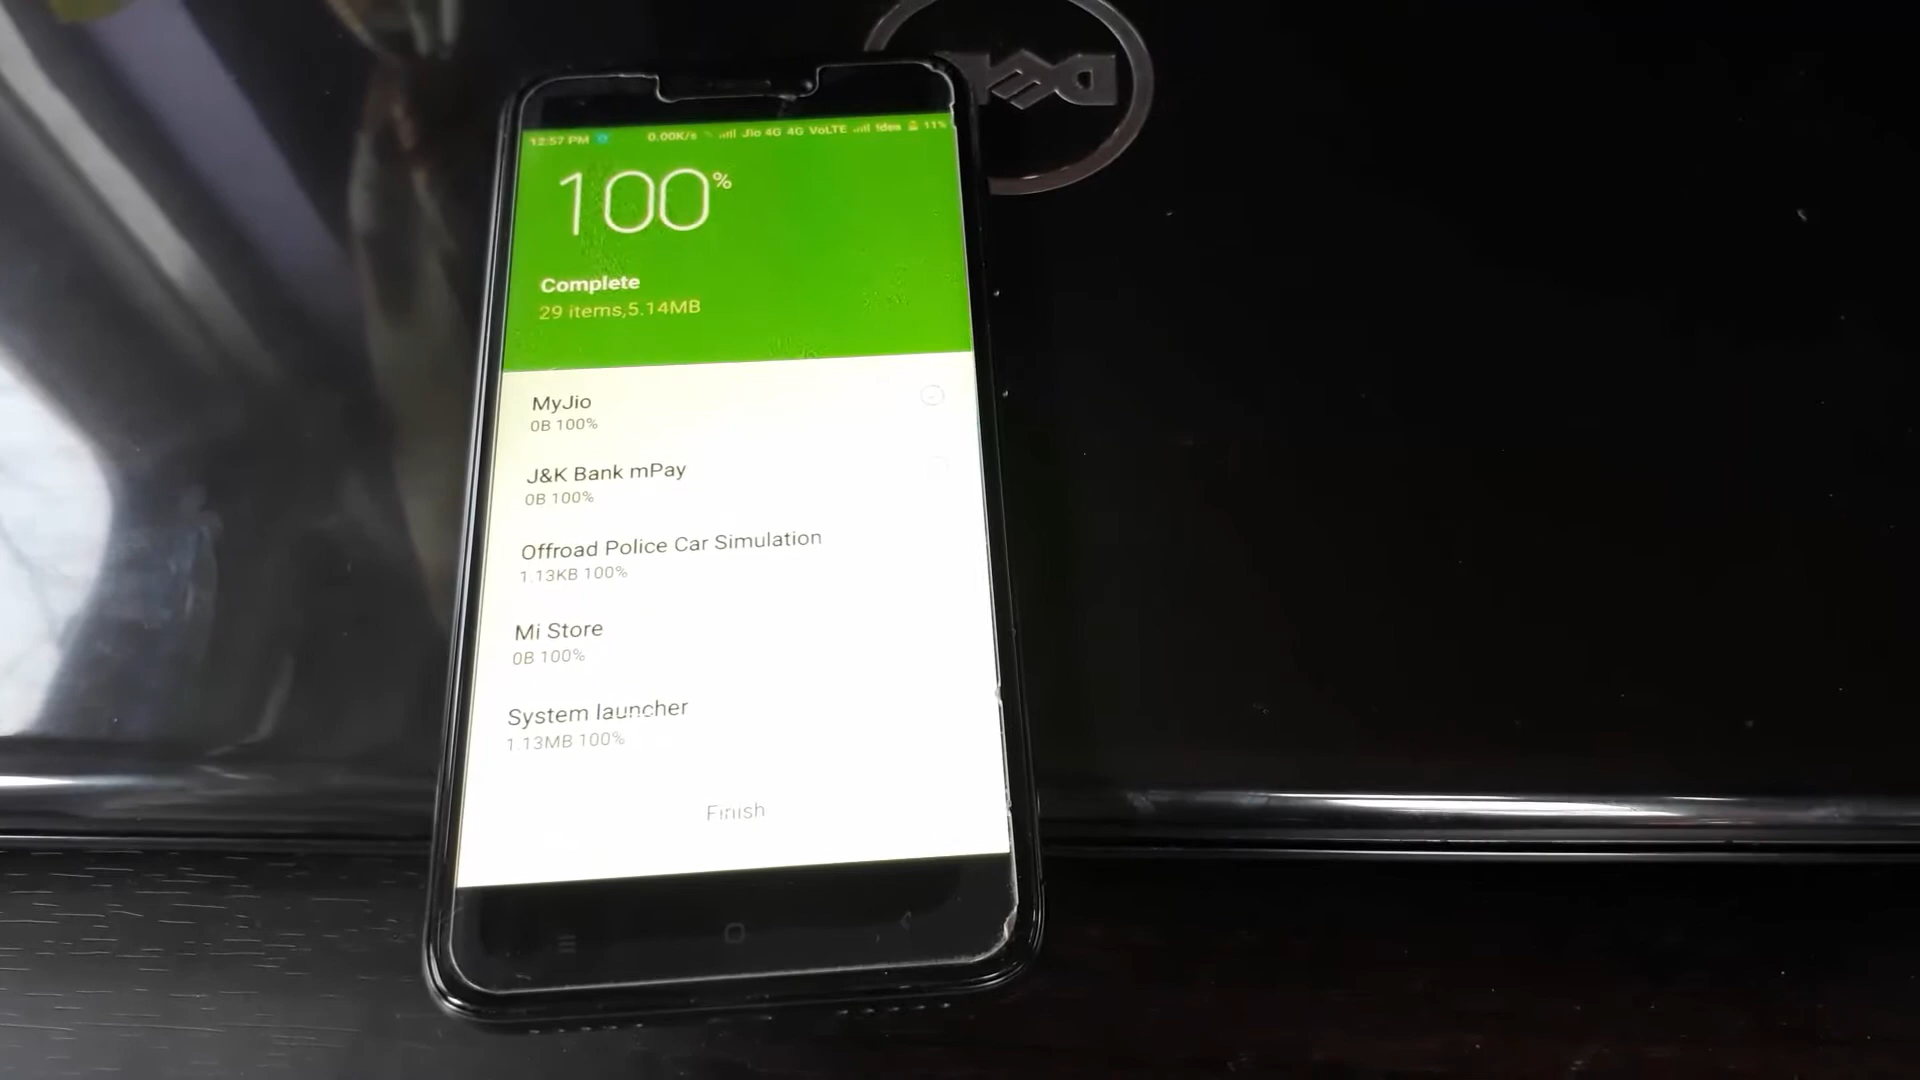 DELL
12:57 PM 0.00K/s Jio 4G 4G VoLTE Idea 11%
100%
Complete
29 items,5.14MB
MyJio
0B 100%
J&K Bank mPay
0B 100%
Offroad Police Car Simulation
1.13KB 100%
Mi Store
0B 100%
System launcher
1.13MB 100%
Finish